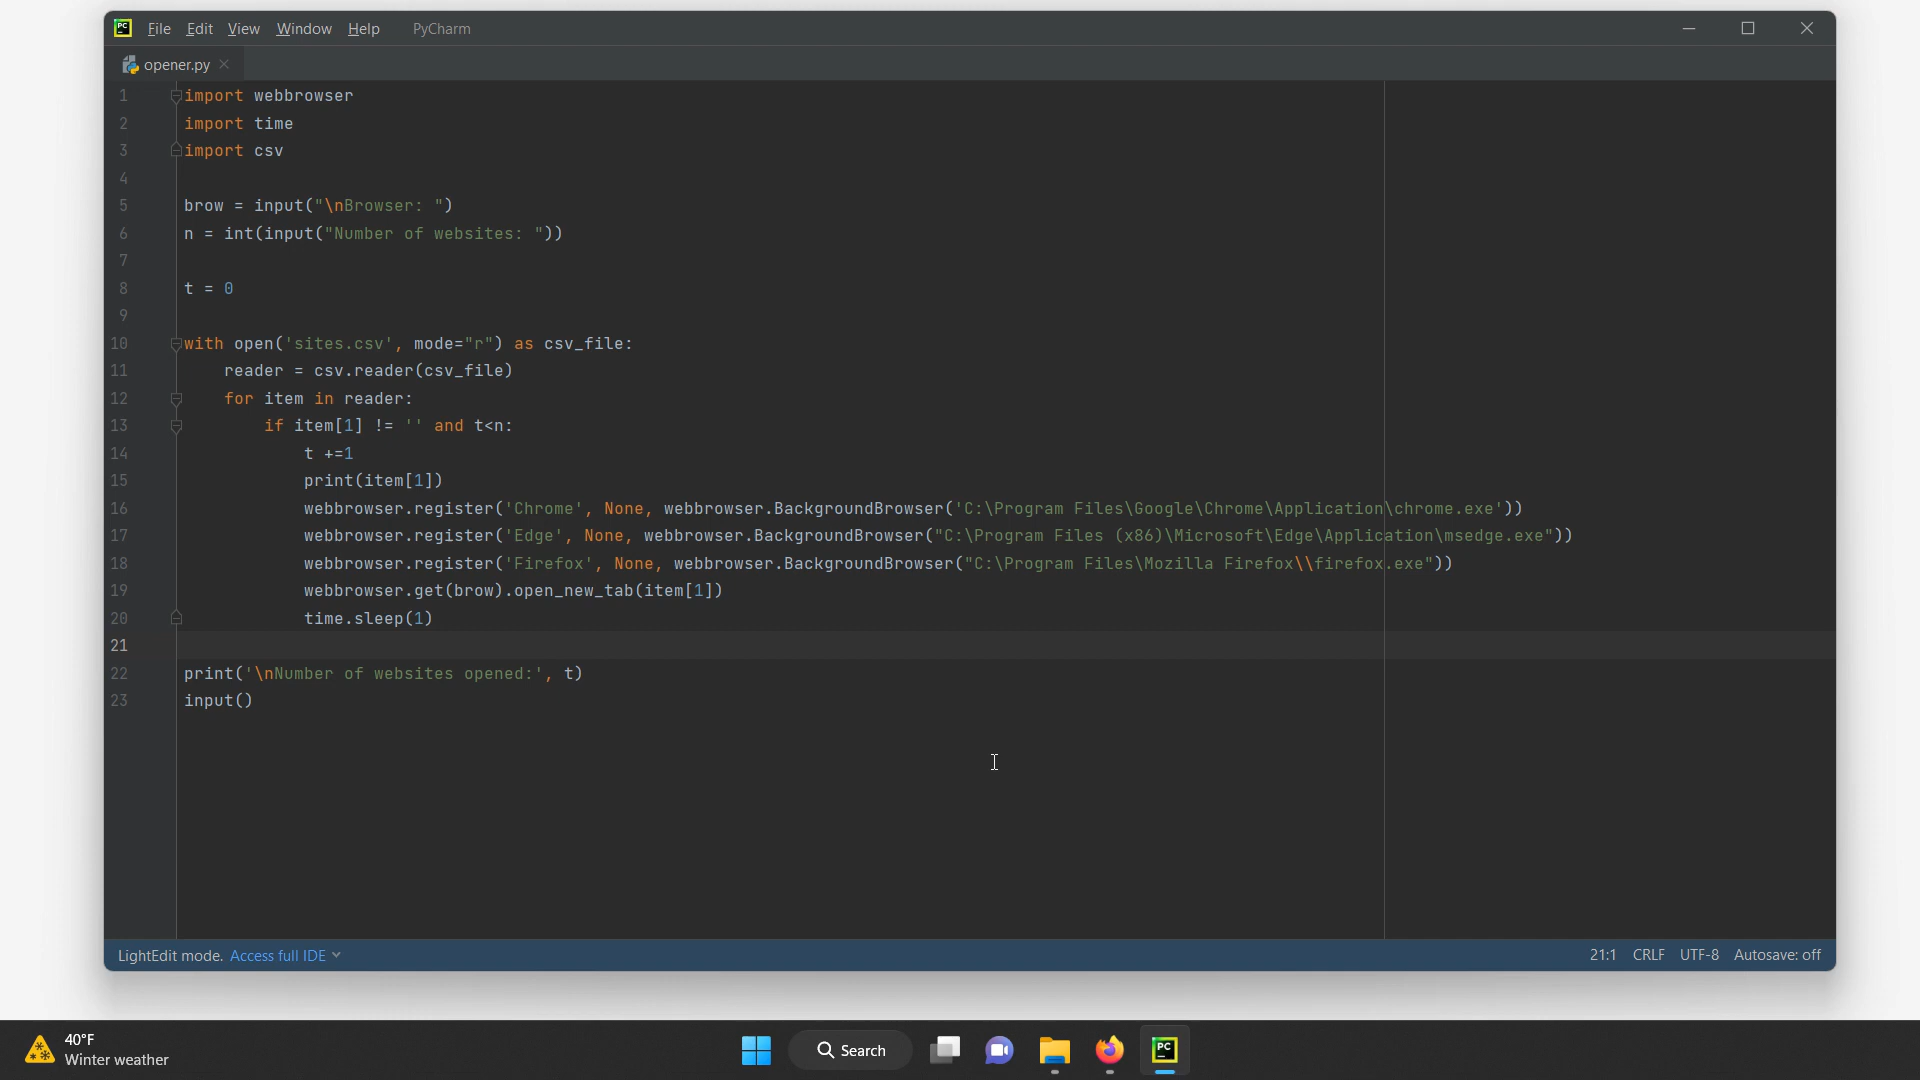 PC File Edit View Window Help PyCharm
opener.py
1 import webbrowser
2 import time
3 import csv
4
5 brow = input("\nBrowser: ")
6 n = int(input("Number of websites: "))
7
8 t = 0
9
10 with open('sites.csv', mode="r") as csv_file:
11     reader = csv.reader(csv_file)
12     for item in reader:
13         if item[1] != '' and t<n:
14             t +=1
15             print(item[1])
16             webbrowser.register('Chrome', None, webbrowser.BackgroundBrowser('C:\Program Files\Google\Chrome\Application\chrome.exe'))
17             webbrowser.register('Edge', None, webbrowser.BackgroundBrowser("C:\Program Files (x86)\Microsoft\Edge\Application\msedge.exe"))
18             webbrowser.register('Firefox', None, webbrowser.BackgroundBrowser("C:\Program Files\Mozilla Firefox\\firefox.exe"))
19             webbrowser.get(brow).open_new_tab(item[1])
20             time.sleep(1)
21
22 print('\nNumber of websites opened:', t)
23 input()
LightEdit mode. Access full IDE 21:1 CRLF UTF-8 Autosave: off
40°F
Winter weather
Search
PC